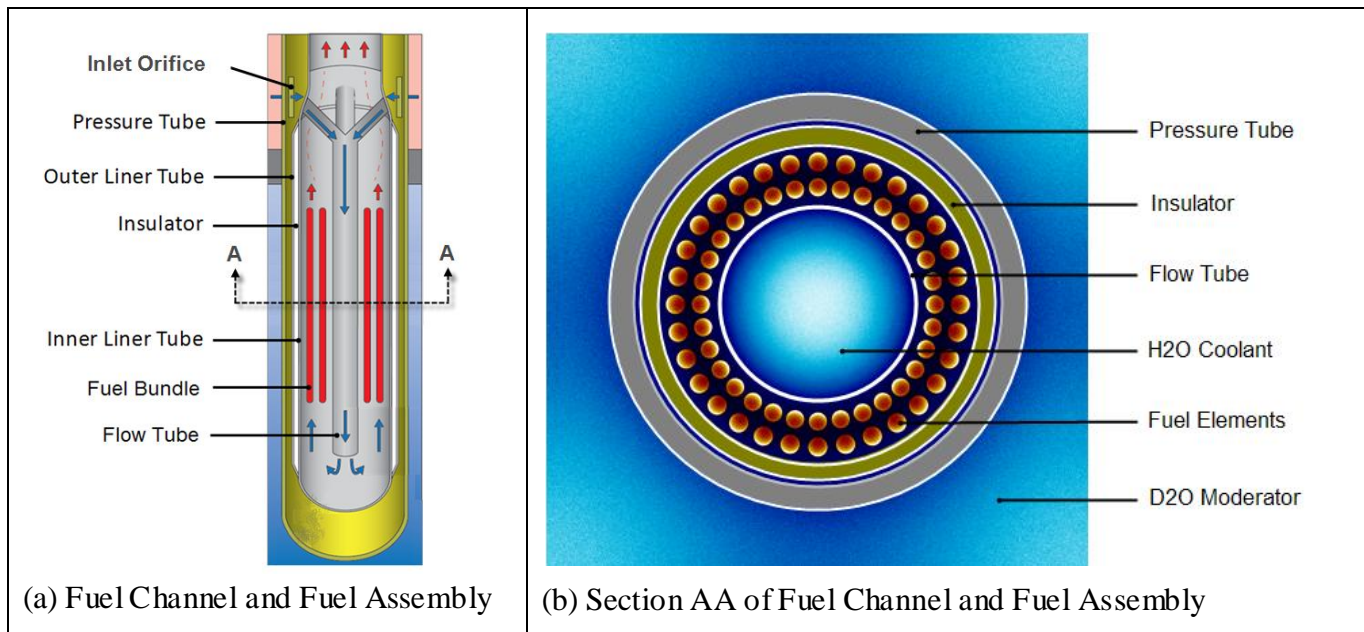 Inlet Orifice
Pressure Tube
Outer Liner Tube
Insulator
A
A
Inner Liner Tube
Fuel Bundle
Flow Tube
(a) Fuel Channel and Fuel Assembly
Pressure Tube
Insulator
Flow Tube
H2O Coolant
Fuel Elements
D2O Moderator
(b) Section AA of Fuel Channel and Fuel Assembly